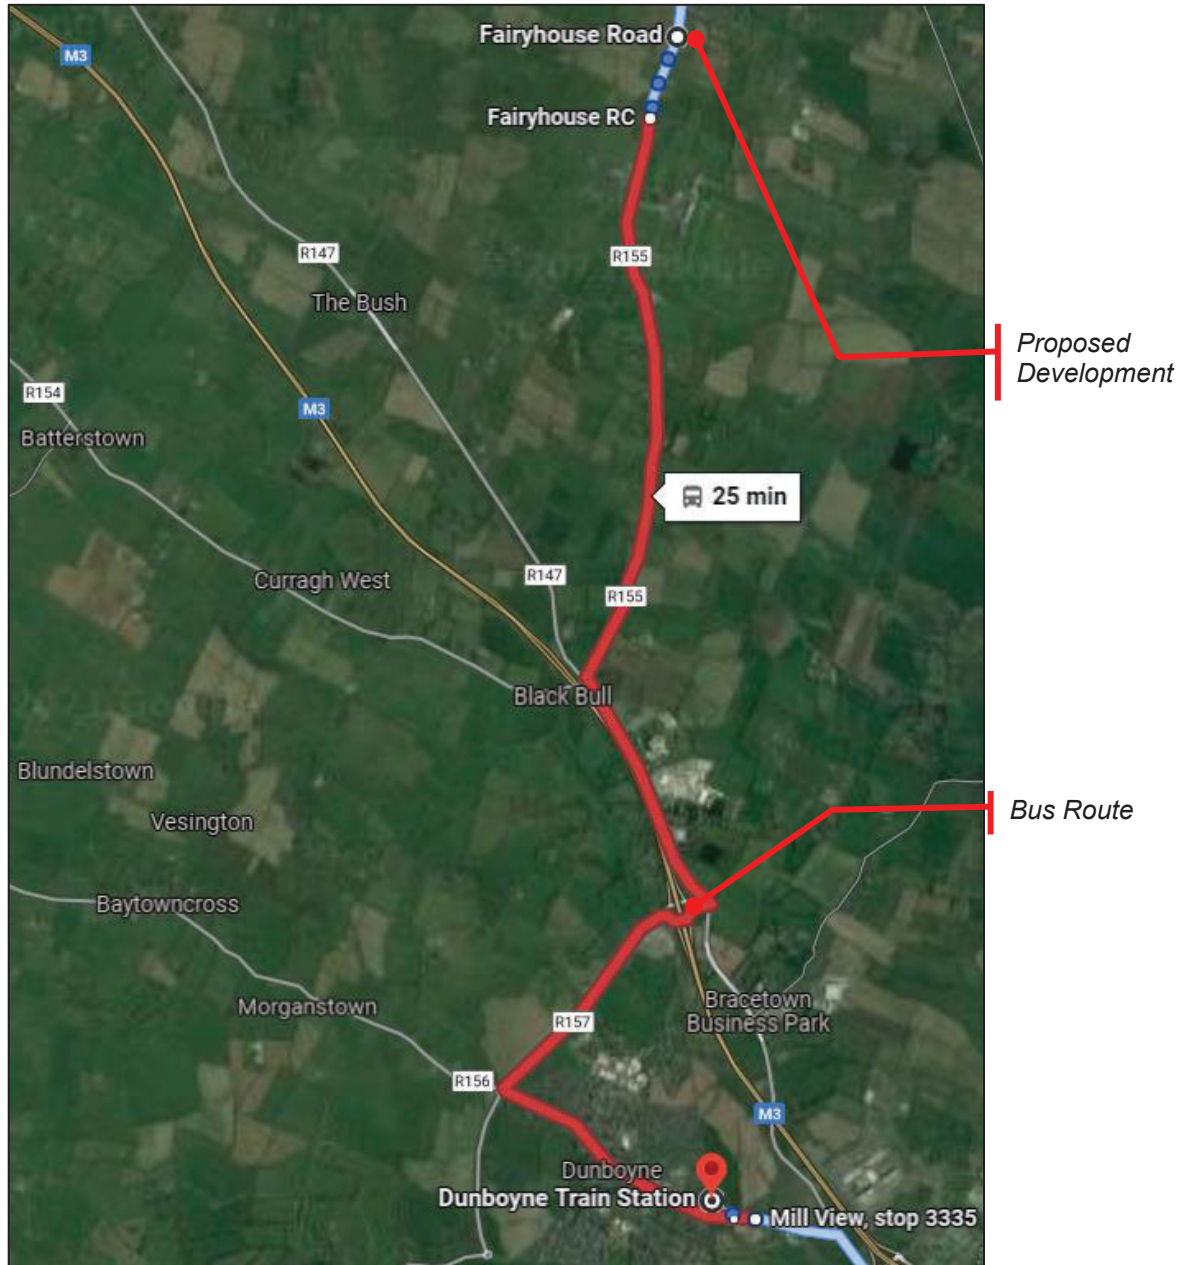 Fairyhouse Road
M3
Fairyhouse RC
R147
R155
The Bush
Proposed
Development
R154
M3
Batterstown
25 min
R147
Curragh West
R155
Black Bull
Blundelstown
Bus Route
Vesington
Baytowncross
Bracetown
Business Park
Morganstown
R157
R156
M3
Dunboyne
Dunboyne Train Station
Mill View, stop 3335